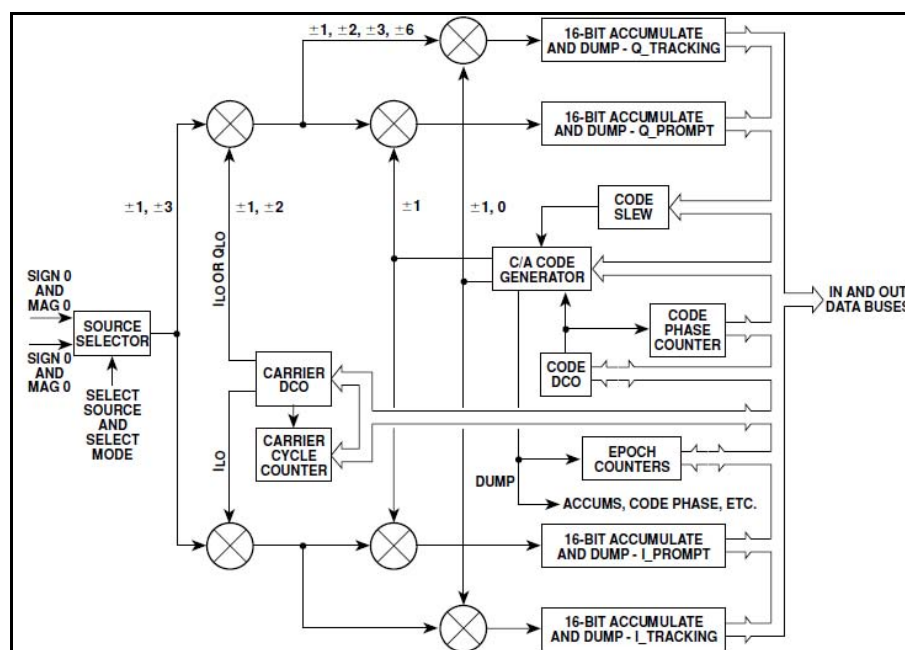 ±1, ±2, ±3, ±6
16-BIT ACCUMULATE
AND DUMP - Q_TRACKING
16-BIT ACCUMULATE
AND DUMP - Q_PROMPT
±1, ±3
±1, ±2
±1
±1, 0
CODE
SLEW
ILO OR QLO
C/A CODE
GENERATOR
SIGN 0
AND
MAG 0
SOURCE
SELECTOR
SIGN 0
AND
MAG 0
IN AND OUT
DATA BUSES
CODE
PHASE
COUNTER
CARRIER
DCO
CODE
DCO
SELECT
SOURCE
AND
SELECT
MODE
ILO
CARRIER
CYCLE
COUNTER
EPOCH
COUNTERS
DUMP
ACCUMS, CODE PHASE, ETC.
16-BIT ACCUMULATE
AND DUMP - I_PROMPT
16-BIT ACCUMULATE
AND DUMP - I_TRACKING